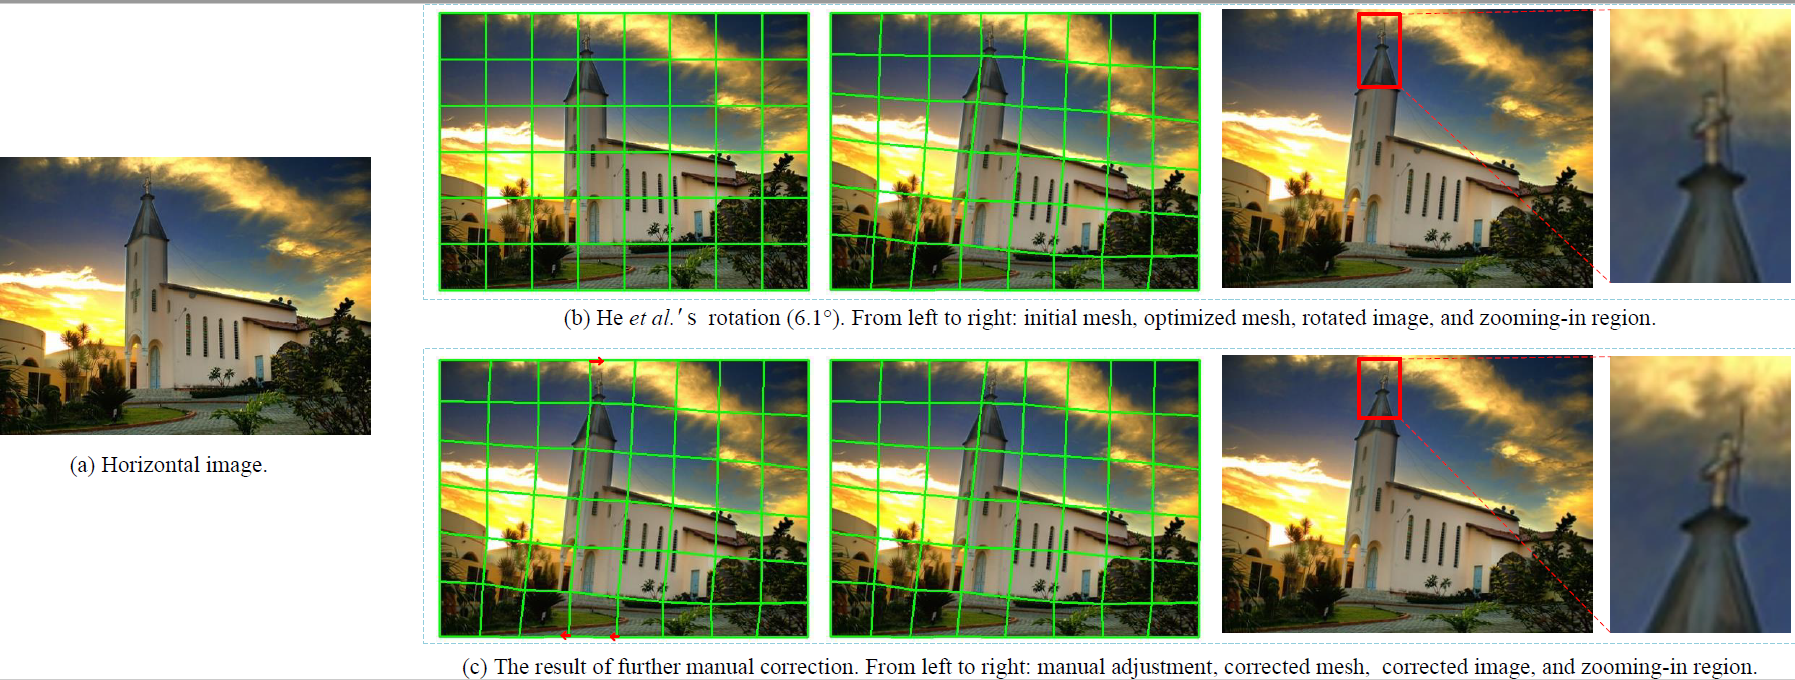 (b) He et al.′ s rotation (6.1°). From left to right: initial mesh, optimized mesh, rotated image, and zooming-in region.
(a) Horizontal image.
(c) The result of further manual correction. From left to right: manual adjustment, corrected mesh, corrected image, and zooming-in region.